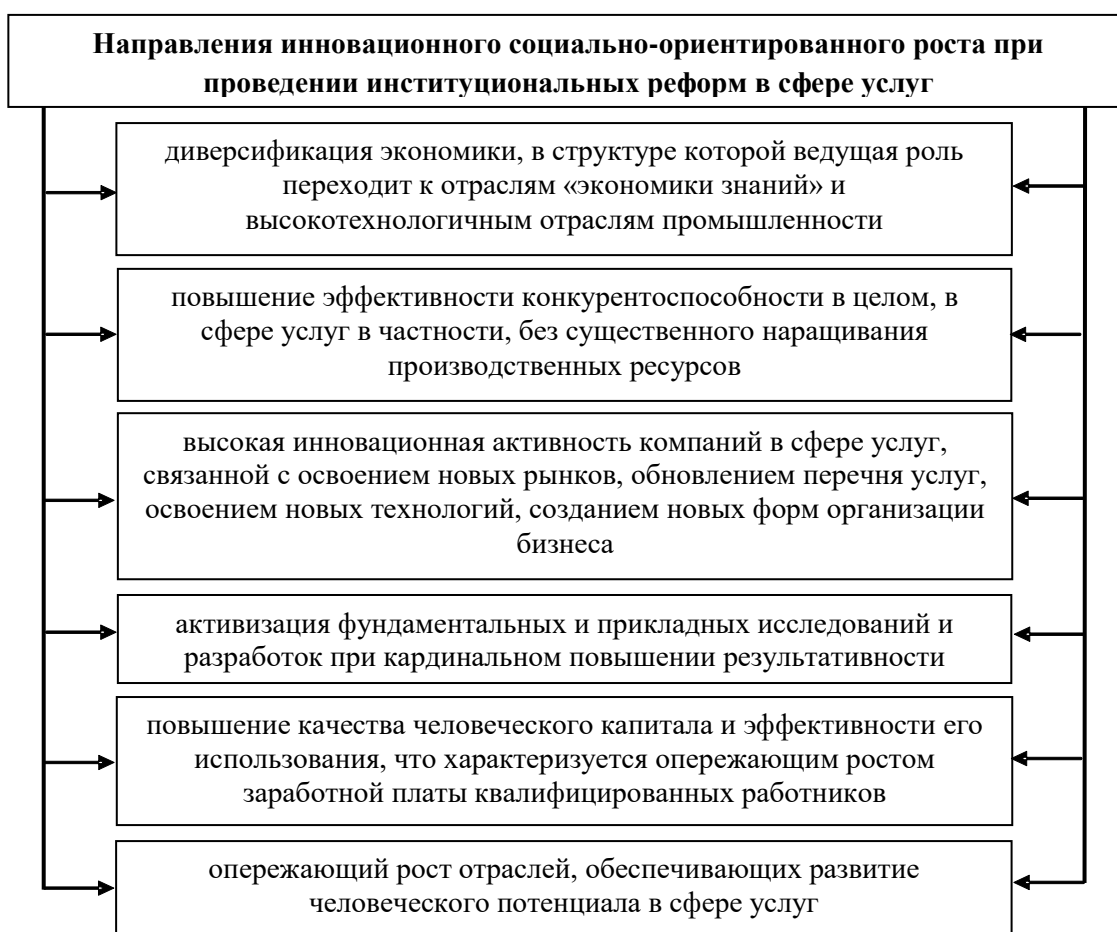 Направления инновационного социально-ориентированного роста при
проведении институциональных реформ в сфере услуг
диверсификация экономики, в структуре которой ведущая роль
переходит к отраслям «экономики знаний» и
высокотехнологичным отраслям промышленности
повышение эффективности конкурентоспособности в целом, в
сфере услуг в частности, без существенного наращивания
производственных ресурсов
высокая инновационная активность компаний в сфере услуг,
связанной с освоением новых рынков, обновлением перечня услуг,
освоением новых технологий, созданием новых форм организации
бизнеса
активизация фундаментальных и прикладных исследований и
разработок при кардинальном повышении результативности
повышение качества человеческого капитала и эффективности его
использования, что характеризуется опережающим ростом
заработной платы квалифицированных работников
опережающий рост отраслей, обеспечивающих развитие
человеческого потенциала в сфере услуг